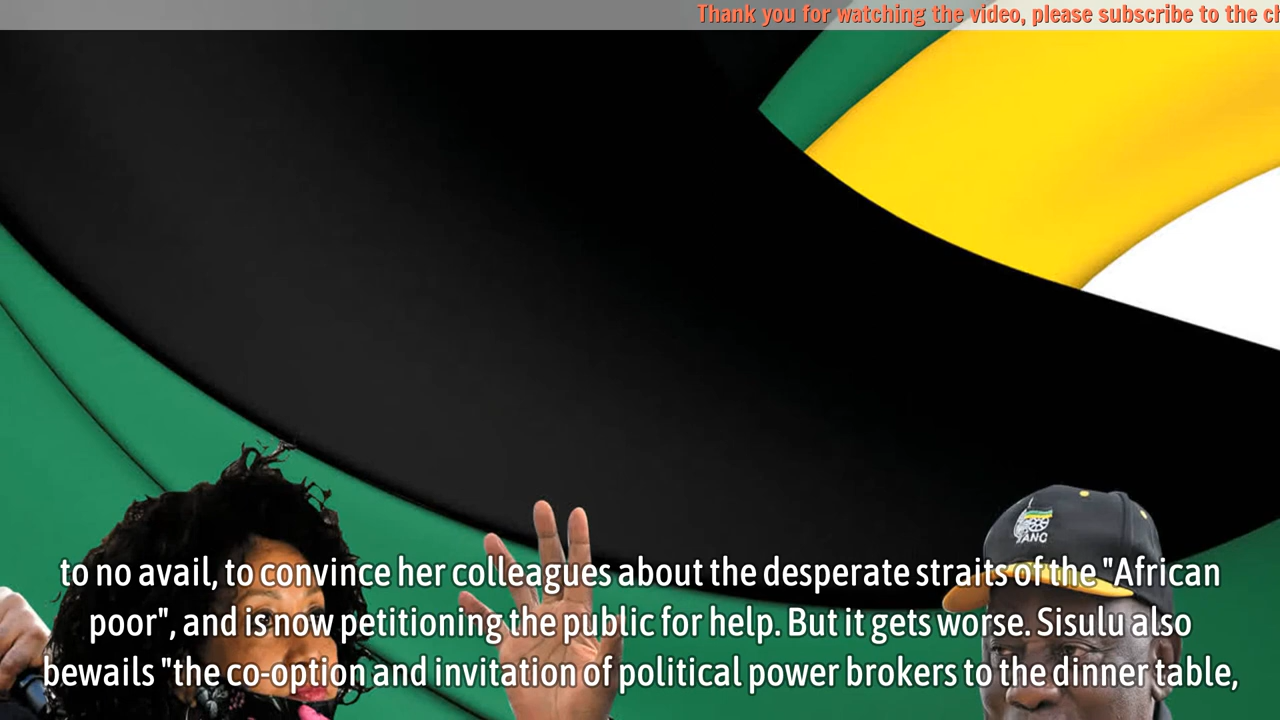 Thank you for watching the video, please subscribe to the
ANC
to no avail, to convince her colleagues about the desperate straits of the "African
poor", and is now petitioning the public for help. But it gets worse. Sisulu also
bewails "the co-option and invitation of political power brokers to the dinner table,